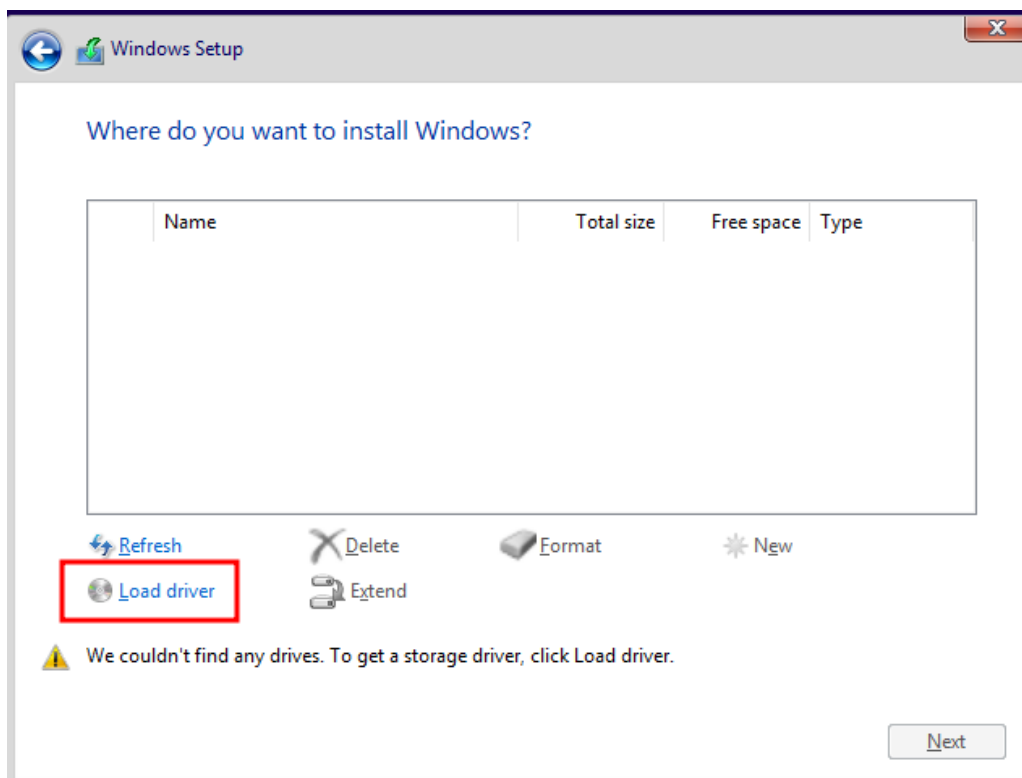 Windows Setup
Where do you want to install Windows?
Name Total size Free space Type
Refresh Delete Format New
Load driver Extend
We couldn't find any drives. To get a storage driver, click Load driver.
Next